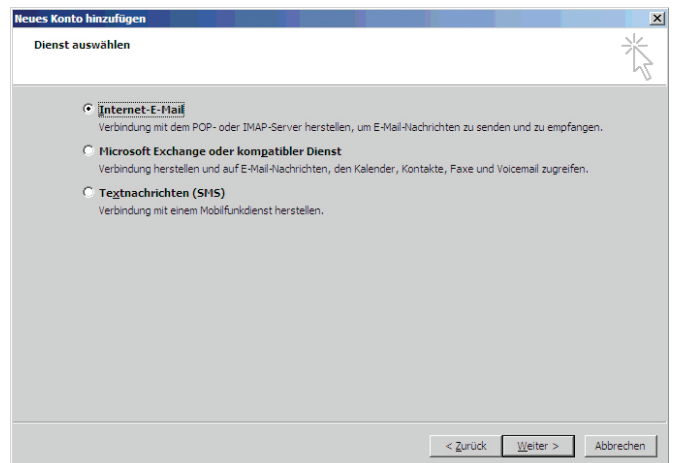 Neues Konto hinzufügen
Dienst auswählen
Internet-E-Mail
Verbindung mit dem POP- oder IMAP-Server herstellen, um E-Mail-Nachrichten zu senden und zu empfangen.
Microsoft Exchange oder kompatibler Dienst
Verbindung herstellen und auf E-Mail-Nachrichten, den Kalender, Kontakte, Faxe und Voicemail zugreifen.
Textnachrichten (SMS)
Verbindung mit einem Mobilfunkdienst herstellen.
< Zurück Weiter > Abbrechen